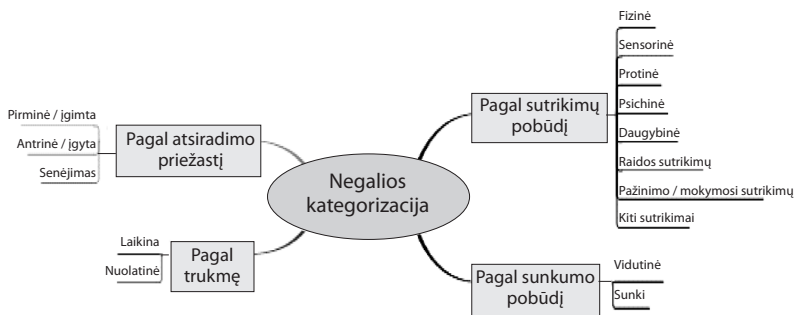 Negalios
kategorizacija
Pagal atsiradimo
priežastį
Pirminė / įgimta
Antrinė / įgyta
Senėjimas
Pagal
trukmę
Laikina
Nuolatinė
Pagal sutrikimų
pobūdį
Fizinė
Sensorinė
Protinė
Psichinė
Daugybinė
Raidos sutrikimų
Pažinimo / mokymosi sutrikimų
Kiti sutrikimai
Pagal sunkumo
pobūdį
Vidutinė
Sunki